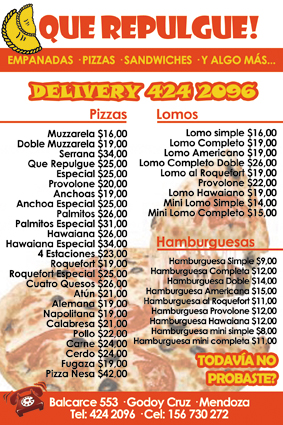 QUE REPULGUE!
EMPANADAS · PIZZAS · SANDWICHES · Y ALGO MÁS...
DELIVERY 424 2096
Pizzas
Muzzarela $16,00
Doble Muzzarela $19,00
Serrana $34,00
Que Repulgue $25,00
Especial $25,00
Provolone $20,00
Anchoas $19,00
Anchoa Especial $25,00
Palmitos $26,00
Palmitos Especial $31,00
Hawaiana $26,00
Hawaiana Especial $34,00
4 Estaciones $23,00
Roquefort $19,00
Roquefort Especial $25,00
Cuatro Quesos $26,00
Atún $21,00
Alemana $19,00
Napolitana $19,00
Calabresa $21,00
Pollo $22,00
Carne $24,00
Cerdo $24,00
Fugaza $19,00
Pizza Nesa $42,00
Lomos
Lomo simple $16,00
Lomo Completo $19,00
Lomo Americano $19,00
Lomo Completo Doble $26,00
Lomo al Roquefort $19,00
Provolone $22,00
Lomo Hawaiano $19,00
Mini Lomo Simple $14,00
Mini Lomo Completo $15,00
Hamburguesas
Hamburguesa Simple $9,00
Hamburguesa Completa $12,00
Hamburguesa Doble $14,00
Hamburguesa Americana $15,00
Hamburguesa al Roquefort $11,00
Hamburguesa Provolone $12,00
Hamburguesa Hawaiana $12,00
Hamburguesa mini simple $8,00
Hamburguesa mini completa $11,00
TODAVÍA NO
PROBASTE?
Balcarce 553 · Godoy Cruz · Mendoza
Tel: 424 2096 · Cel: 156 730 272